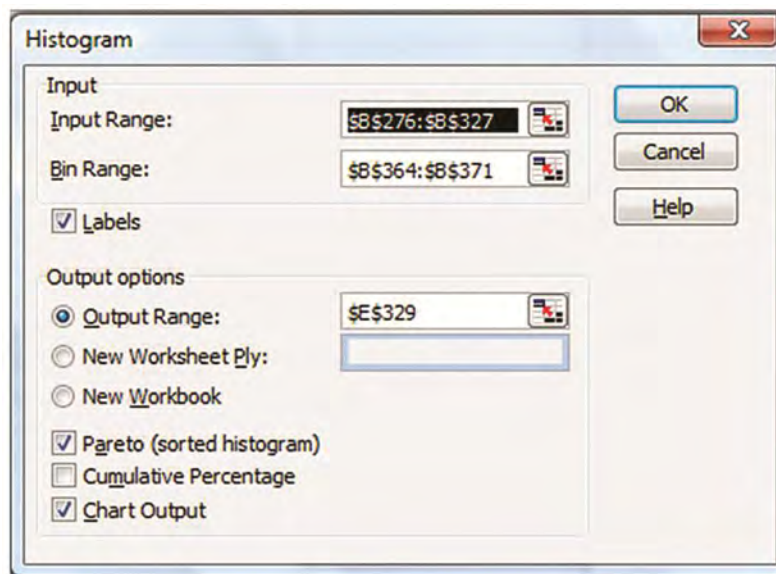 Histogram
Input
Input Range: $B$276:$B$327
Bin Range: $B$364:$B$371
Labels
OK
Cancel
Help
Output options
Output Range: $E$329
New Worksheet Ply:
New Workbook
Pareto (sorted histogram)
Cumulative Percentage
Chart Output